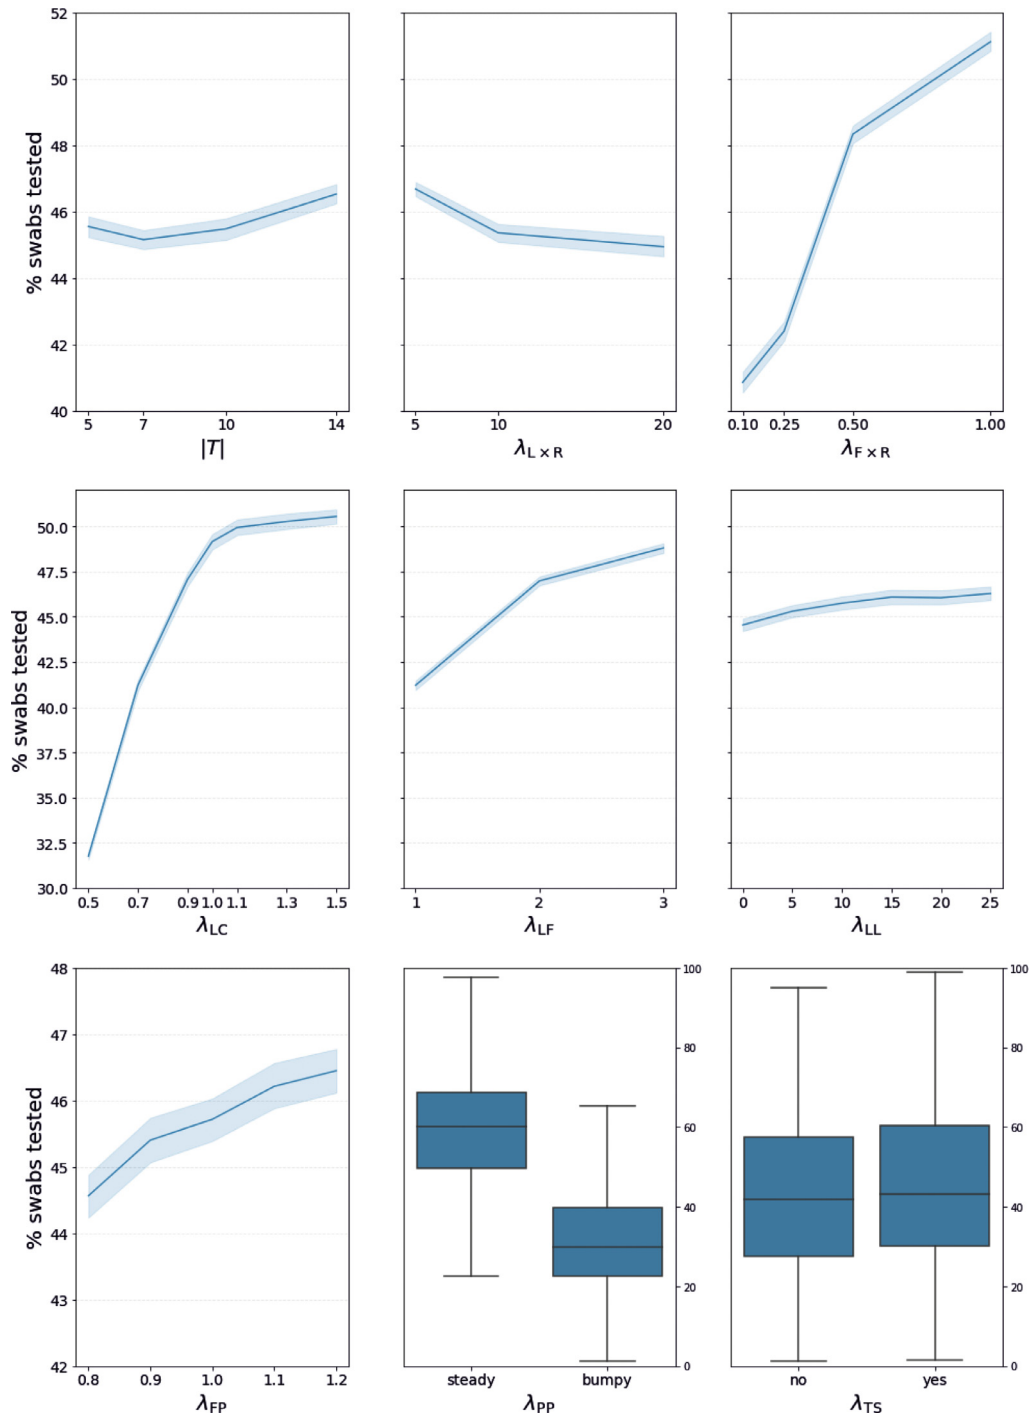 % swabs tested
52
50
48
46
44
42
40
5 7 10 14
|T|
5 10 20
λL × R
0.10 0.25 0.50 1.00
λF × R
% swabs tested
50.0
47.5
45.0
42.5
40.0
37.5
35.0
32.5
30.0
0.5 0.7 0.9 1.0 1.1 1.3 1.5
λLC
1 2 3
λLF
0 5 10 15 20 25
λLL
% swabs tested
48
47
46
45
44
43
42
0.8 0.9 1.0 1.1 1.2
λFP
100
80
60
40
20
0
steady bumpy
λPP
100
80
60
40
20
0
no yes
λTS